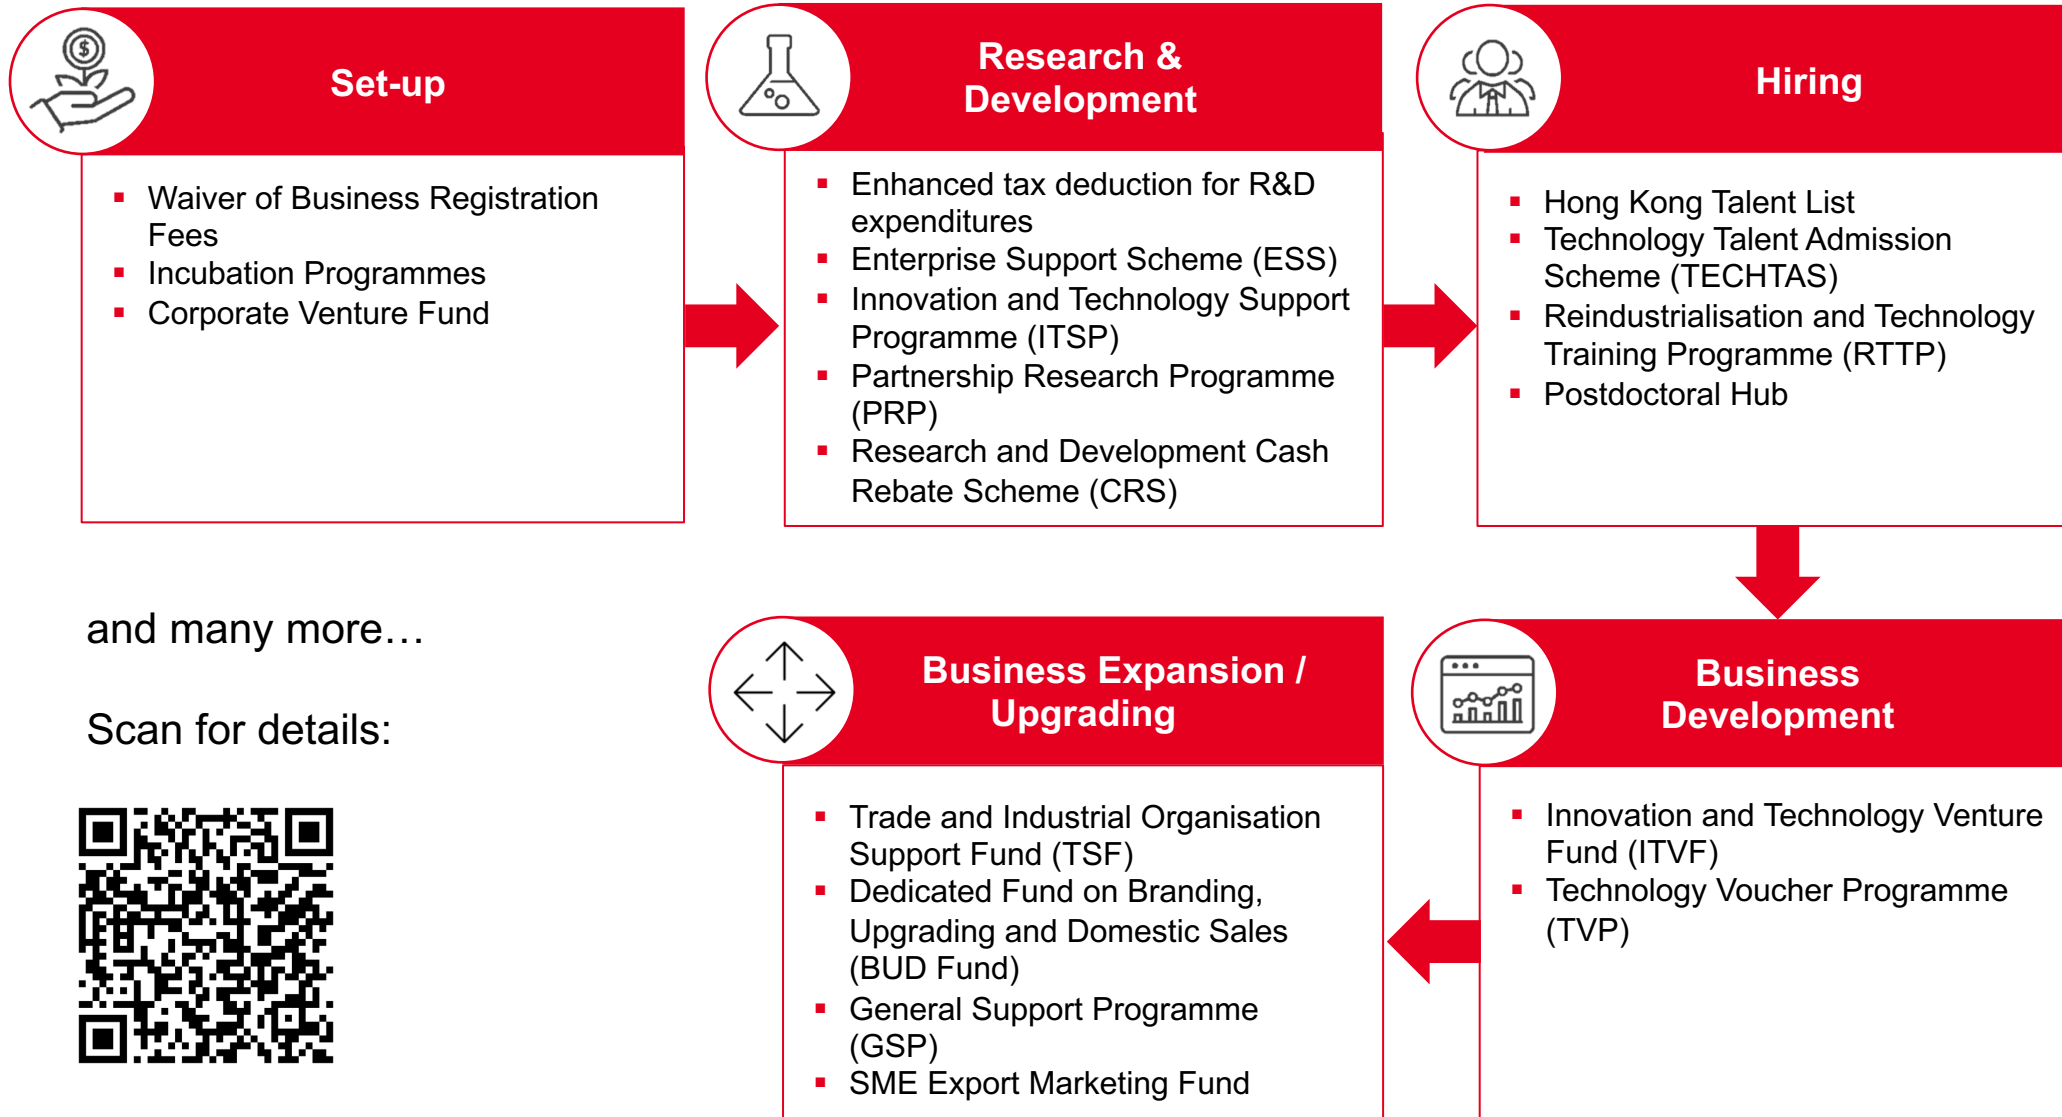 Set-up
Waiver of Business Registration
Fees
Incubation Programmes
Corporate Venture Fund
Research &
Development
Enhanced tax deduction for R&D
expenditures
Enterprise Support Scheme (ESS)
Innovation and Technology Support
Programme (ITSP)
Partnership Research Programme
(PRP)
Research and Development Cash
Rebate Scheme (CRS)
Hiring
Hong Kong Talent List
Technology Talent Admission
Scheme (TECHTAS)
Reindustrialisation and Technology
Training Programme (RTTP)
Postdoctoral Hub
Business
Development
Innovation and Technology Venture
Fund (ITVF)
Technology Voucher Programme
(TVP)
Business Expansion /
Upgrading
Trade and Industrial Organisation
Support Fund (TSF)
Dedicated Fund on Branding,
Upgrading and Domestic Sales
(BUD Fund)
General Support Programme
(GSP)
SME Export Marketing Fund
and many more…
Scan for details: